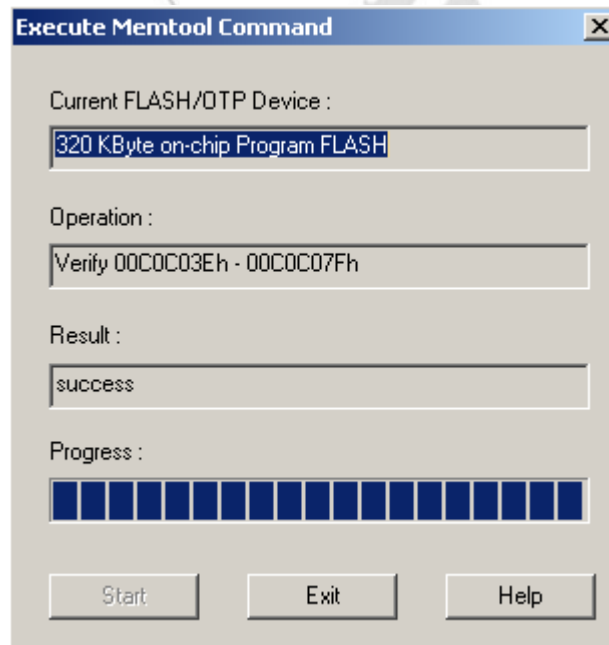 Execute Memtool Command
Current FLASH/OTP Device :
320 KByte on-chip Program FLASH
Operation :
Verify 00C0C03Eh - 00C0C07Fh
Result :
success
Progress :
Start
Exit
Help